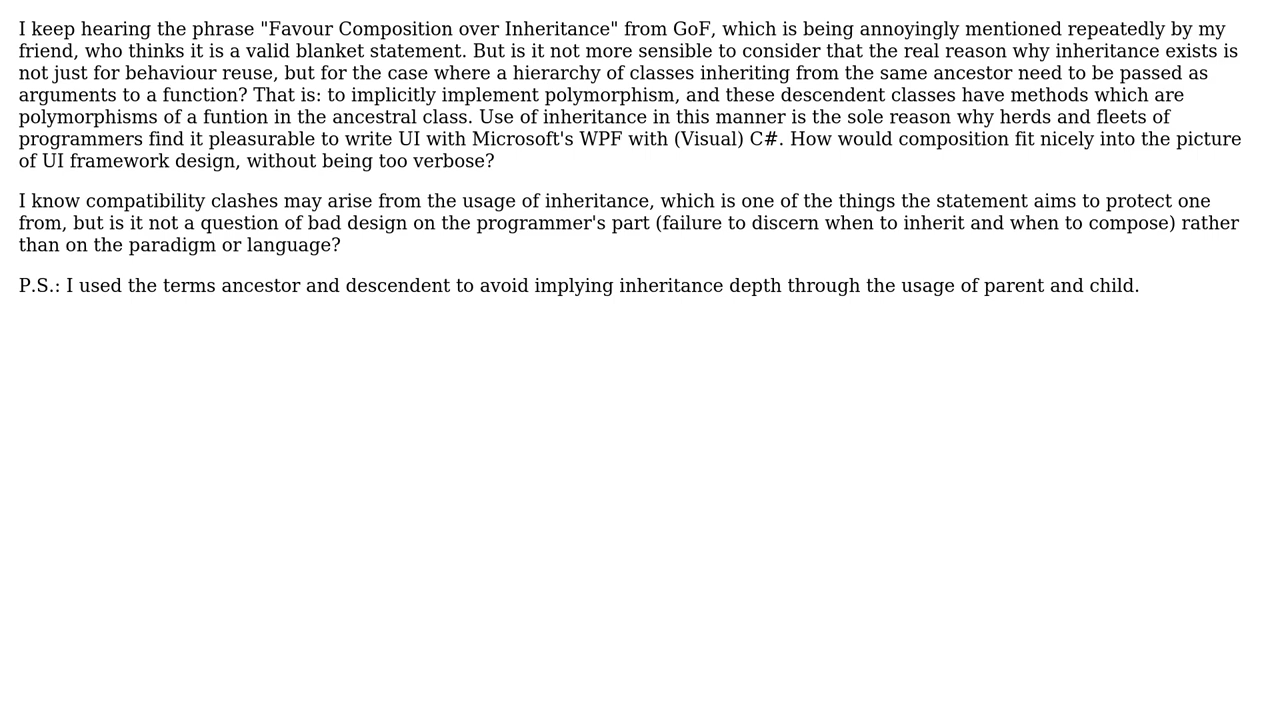 I keep hearing the phrase "Favour Composition over Inheritance" from GoF, which is being annoyingly mentioned repeatedly by my
friend, who thinks it is a valid blanket statement. But is it not more sensible to consider that the real reason why inheritance exists is
not just for behaviour reuse, but for the case where a hierarchy of classes inheriting from the same ancestor need to be passed as
arguments to a function? That is: to implicitly implement polymorphism, and these descendent classes have methods which are
polymorphisms of a funtion in the ancestral class. Use of inheritance in this manner is the sole reason why herds and fleets of
programmers find it pleasurable to write UI with Microsoft's WPF with (Visual) C#. How would composition fit nicely into the picture
of UI framework design, without being too verbose?
I know compatibility clashes may arise from the usage of inheritance, which is one of the things the statement aims to protect one
from, but is it not a question of bad design on the programmer's part (failure to discern when to inherit and when to compose) rather
than on the paradigm or language?
P.S.: I used the terms ancestor and descendent to avoid implying inheritance depth through the usage of parent and child.